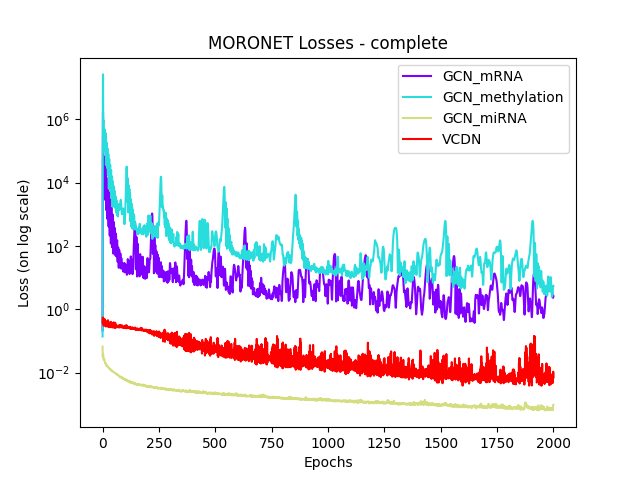 MORONET Losses - complete
GCN_mRNA
GCN_methylation
GCN_miRNA
VCDN
Loss (on log scale)
10^6
10^4
10^2
10^0
10^-2
0 250 500 750 1000 1250 1500 1750 2000
Epochs